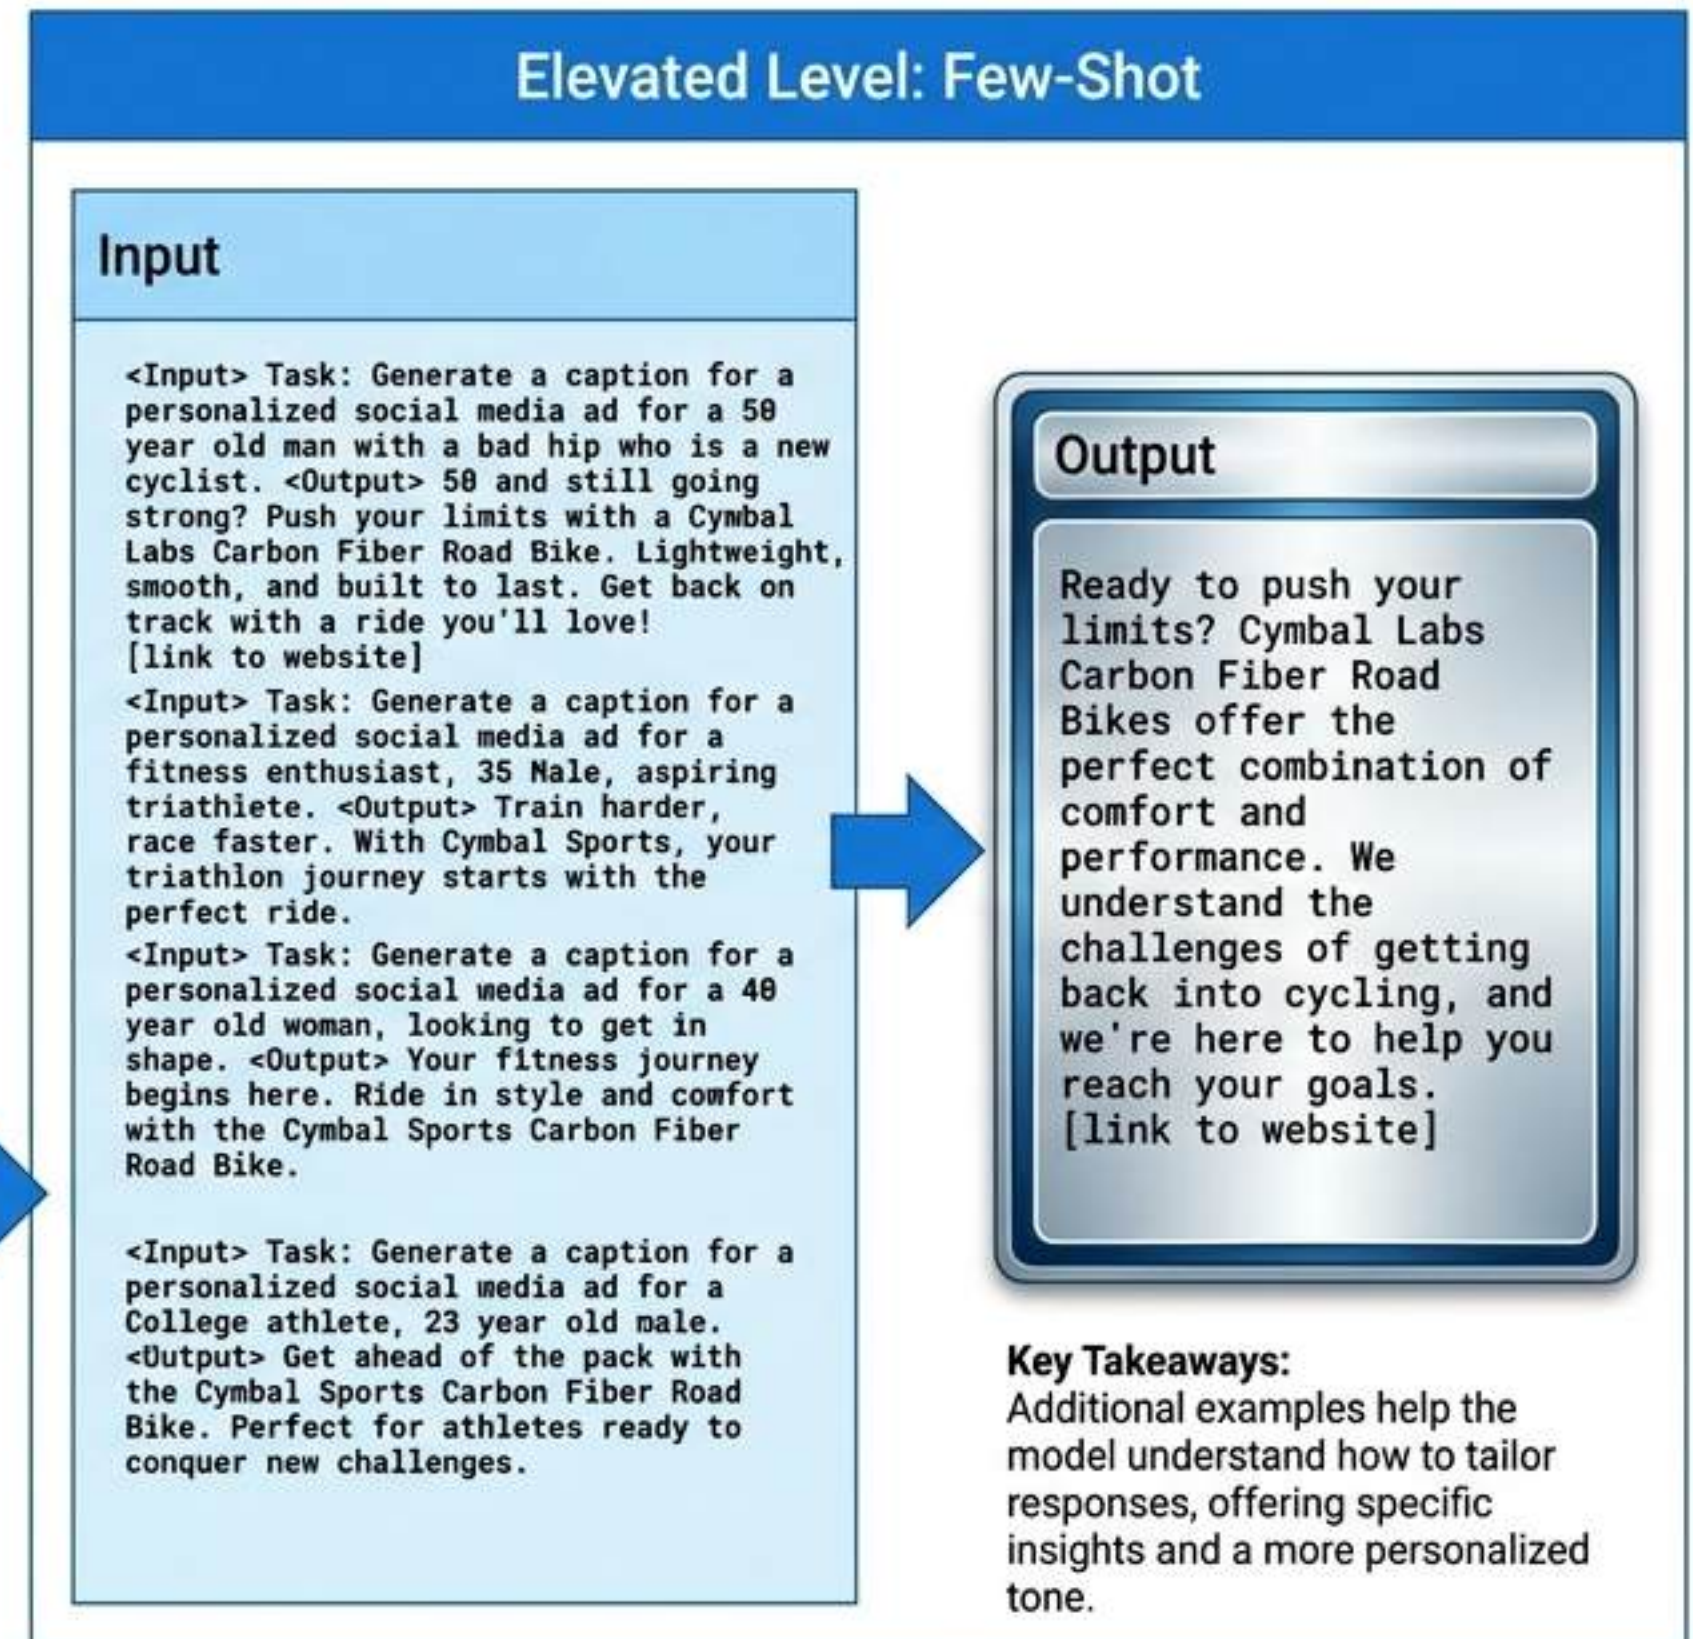 Elevated Level: Few-Shot
Input
<Input> Task: Generate a caption for a
personalized social media ad for a 50
year old man with a bad hip who is a new
cyclist. <Output> 50 and still going
strong? Push your limits with a Cymbal
Labs Carbon Fiber Road Bike. Lightweight,
smooth, and built to last. Get back on
track with a ride you'll love!
[link to website]
<Input> Task: Generate a caption for a
personalized social media ad for a
fitness enthusiast, 35 Nale, aspiring
triathiete. <Output> Train harder,
race faster. With Cymbal Sports, your
triathlon journey starts with the
perfect ride.
<Input> Task: Generate a caption for a
personalized social media ad for a 40
year old woman, looking to get in
shape. <Output> Your fitness journey
begins here. Ride in style and comfort
with the Cymbal Sports Carbon Fiber
Road Bike.
<Input> Task: Generate a caption for a
personalized social media ad for a
College athlete, 23 year old male.
<Output> Get ahead of the pack with
the Cymbal Sports Carbon Fiber Road
Bike. Perfect for athletes ready to
conquer new challenges.
Output
Ready to push your
limits? Cymbal Labs
Carbon Fiber Road
Bikes offer the
perfect combination of
comfort and
performance. We
understand the
challenges of getting
back into cycling, and
we're here to help you
reach your goals.
[link to website]
Key Takeaways:
Additional examples help the
model understand how to tailor
responses, offering specific
insights and a more personalized
tone.